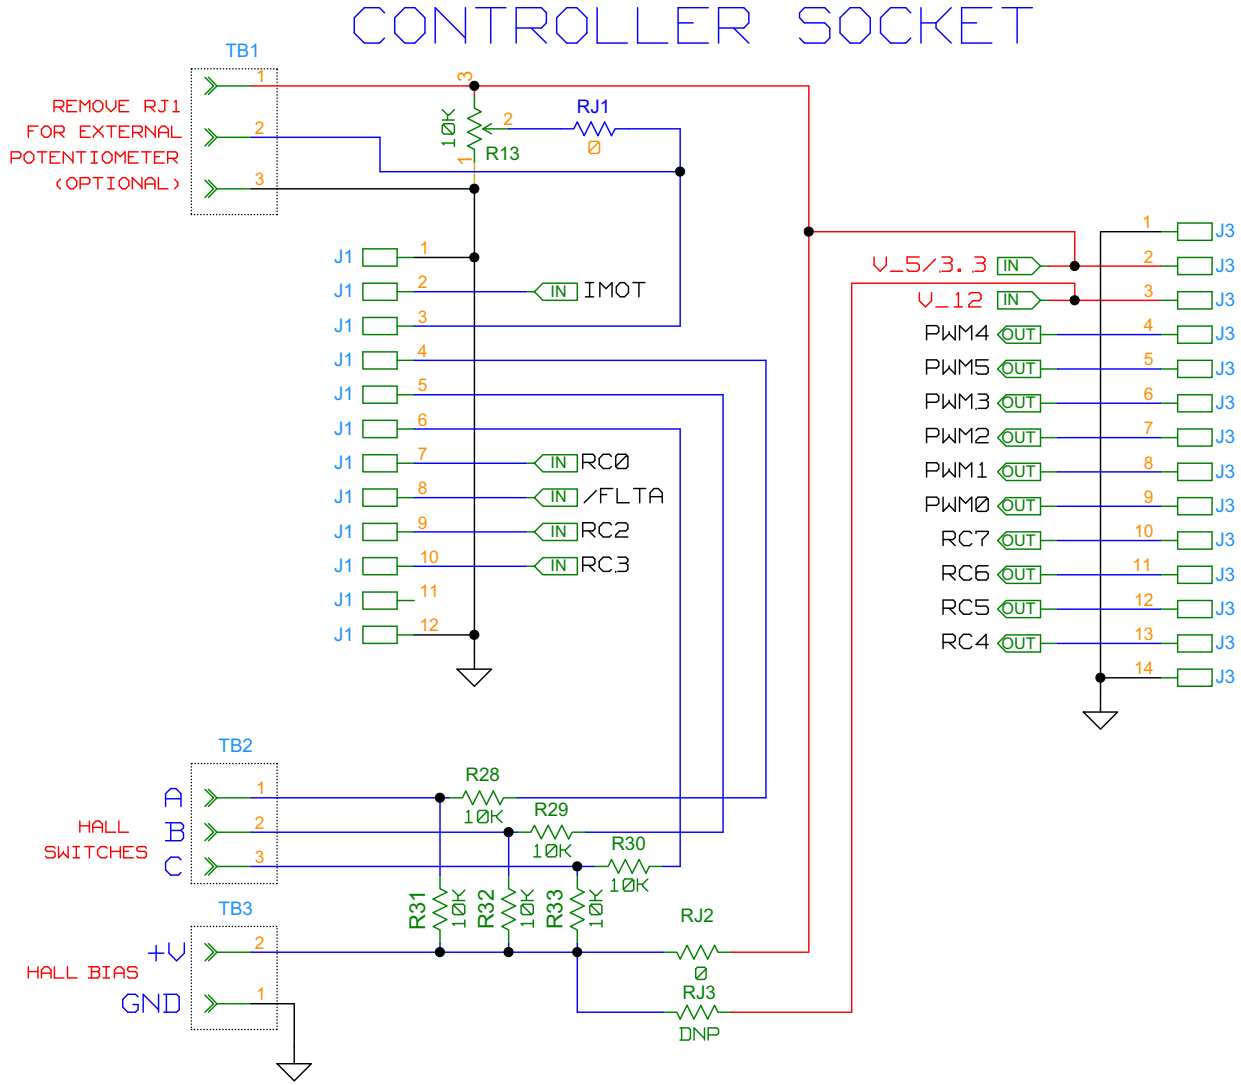 CONTROLLER SOCKET
TB1
1
2
3
REMOVE RJ1
FOR EXTERNAL
POTENTIOMETER
(OPTIONAL)
3
10K
2
R13
1
RJ1
0
J1 1
J1 2 IN IMOT
J1 3
J1 4
J1 5
J1 6
J1 7 IN RC0
J1 8 IN /FLTA
J1 9 IN RC2
J1 10 IN RC3
J1 11
J1 12
1 J3
V_5/3.3 IN 2 J3
V_12 IN 3 J3
PWM4 OUT 4 J3
PWM5 OUT 5 J3
PWM3 OUT 6 J3
PWM2 OUT 7 J3
PWM1 OUT 8 J3
PWM0 OUT 9 J3
RC7 OUT 10 J3
RC6 OUT 11 J3
RC5 OUT 12 J3
RC4 OUT 13 J3
14 J3
TB2
A 1
B 2
C 3
HALL
SWITCHES
R28
10K
R29
10K
R30
10K
R31 10K
R32 10K
R33 10K
TB3
+V 2
HALL BIAS
GND 1
RJ2
0
RJ3
DNP